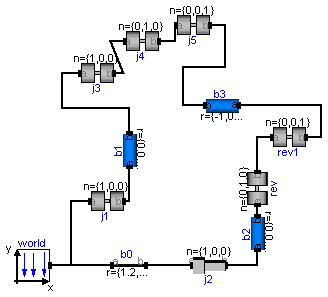 n={0,0,1}
n={0,1,0}
j5
n={1,0,0}
j4
a b
j3
b3
r={-1,0...
n={0,0,1}
b1
r={0,0...
rev1
n={1,0,0}
j1
n={0,1,0}
rev
b2
r={0,0...
y
world
b0
n={1,0,0}
a b
r={1.2,...
j2
x